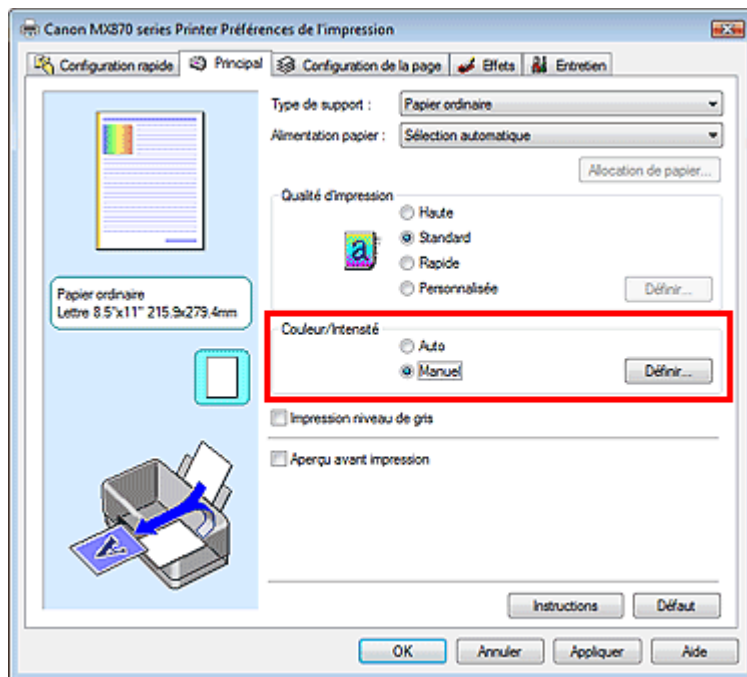 Canon MX870 series Printer Préférences de l'impression
Configuration rapide Principal Configuration de la page Effets Entretien
Type de support : Papier ordinaire
Alimentation papier : Sélection automatique
Allocation de papier...
Qualité d'impression
Haute
a
Standard
Rapide
Personnalisée Définir...
Papier ordinaire
Lettre 8.5"x11" 215.9x279.4mm
Couleur/Intensité
Auto
Manuel Définir...
Impression niveau de gris
Aperçu avant impression
A
Instructions Défaut
OK Annuler Appliquer Aide